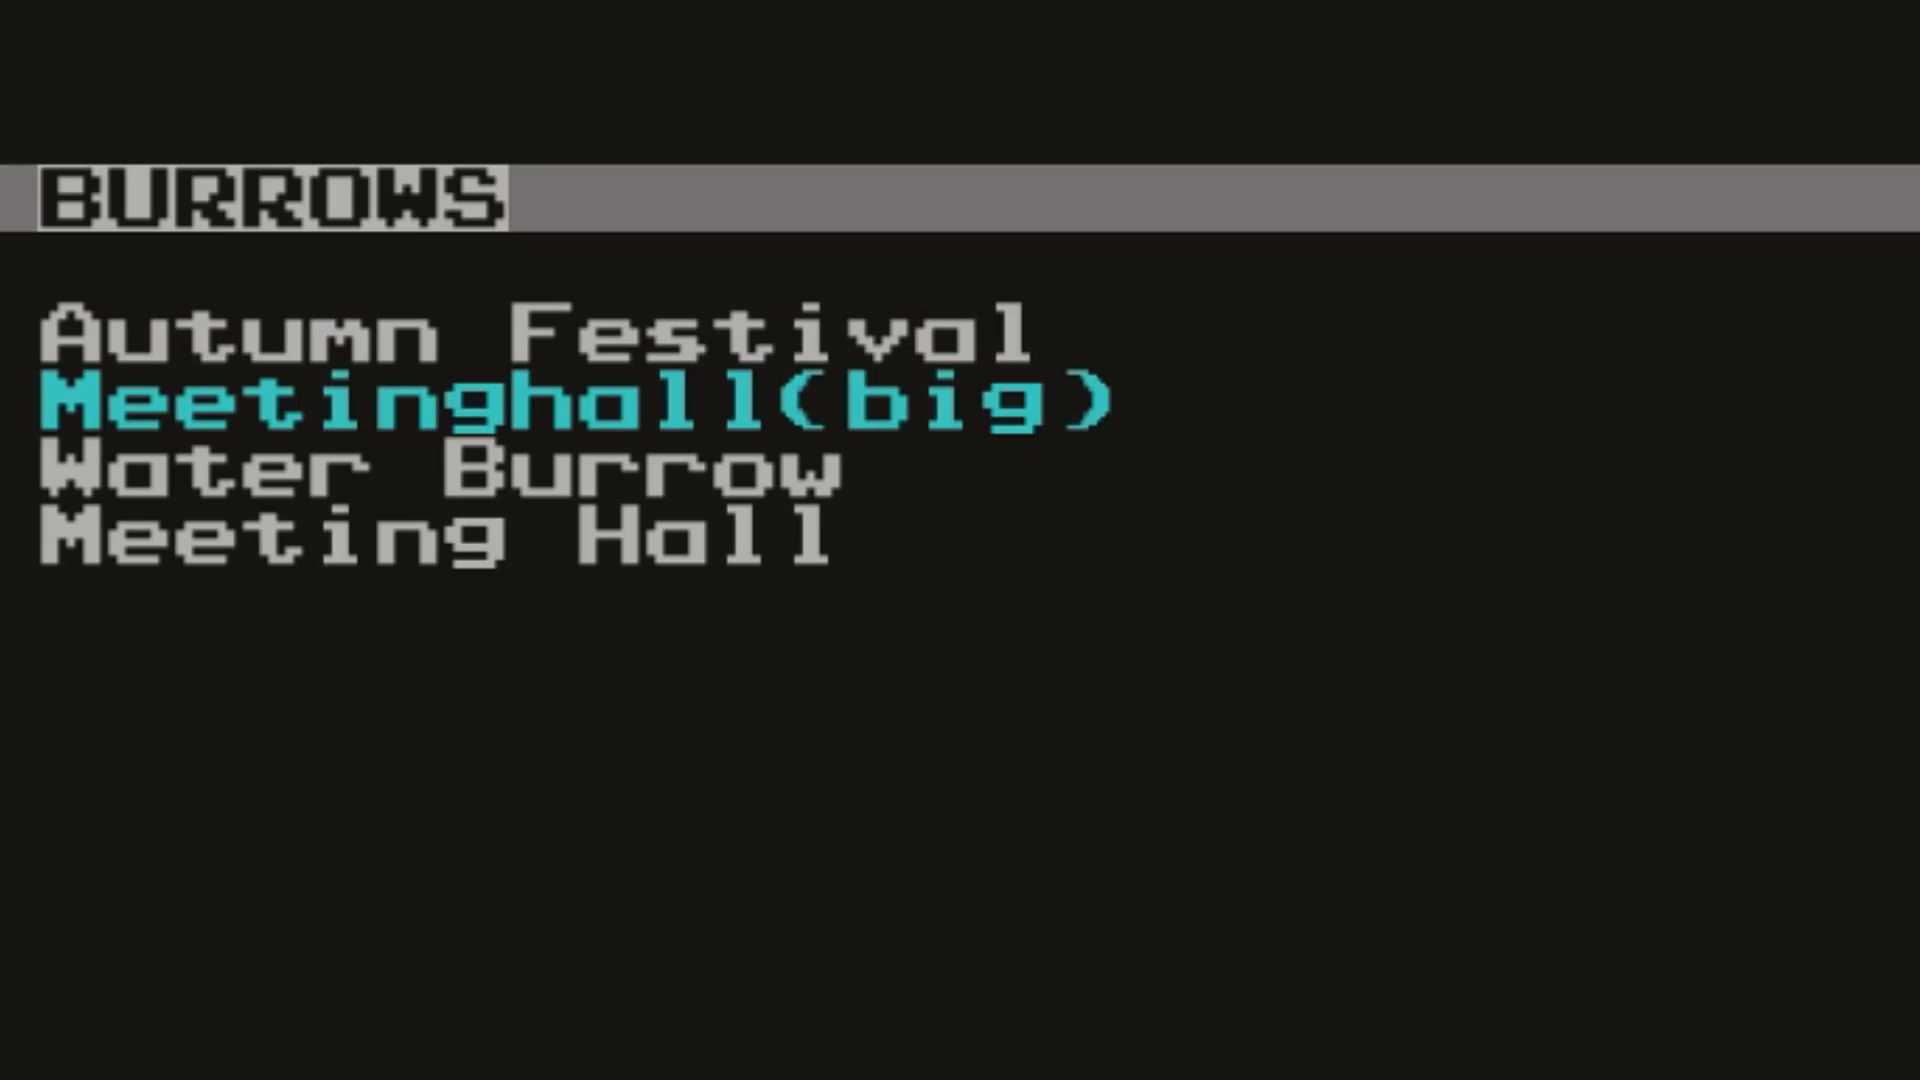 BURROWS
Autumn Festival
Meetinghall(big)
Water Burrow
Meeting Hall